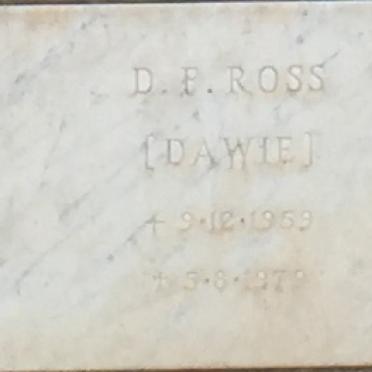 D. F. ROSS
[DAWIE]
9·12·1959